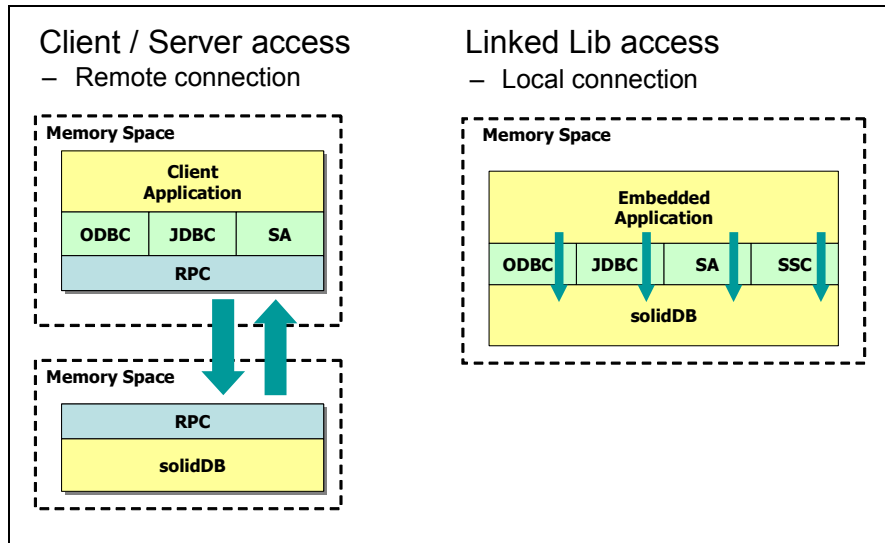 Client / Server access
– Remote connection
Memory Space
Client
Application
ODBC
JDBC
SA
RPC
Memory Space
RPC
solidDB
Linked Lib access
– Local connection
Memory Space
Embedded
Application
ODBC
JDBC
SA
SSC
solidDB